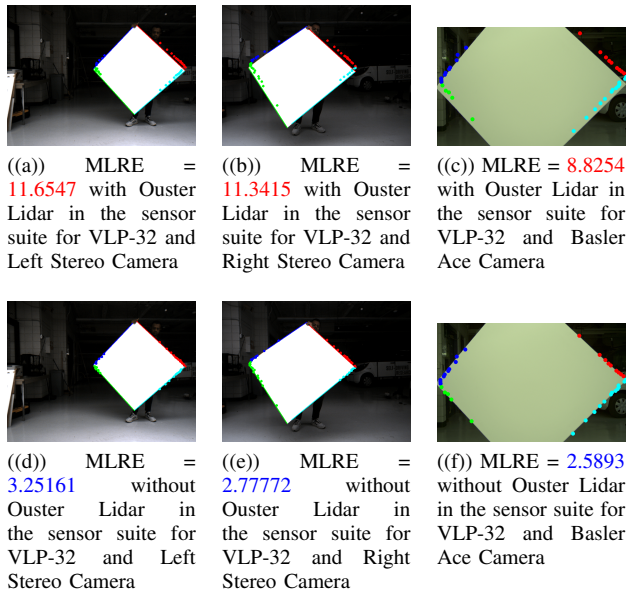 ((a)) MLRE =
11.6547 with Ouster
Lidar in the sensor
suite for VLP-32 and
Left Stereo Camera
((b)) MLRE =
11.3415 with Ouster
Lidar in the sensor
suite for VLP-32 and
Right Stereo Camera
((c)) MLRE = 8.8254
with Ouster Lidar in
the sensor suite for
VLP-32 and Basler
Ace Camera
((d)) MLRE =
3.25161 without
Ouster Lidar in
the sensor suite for
VLP-32 and Left
Stereo Camera
((e)) MLRE =
2.77772 without
Ouster Lidar in
the sensor suite for
VLP-32 and Right
Stereo Camera
((f)) MLRE = 2.5893
without Ouster Lidar
in the sensor suite for
VLP-32 and Basler
Ace Camera